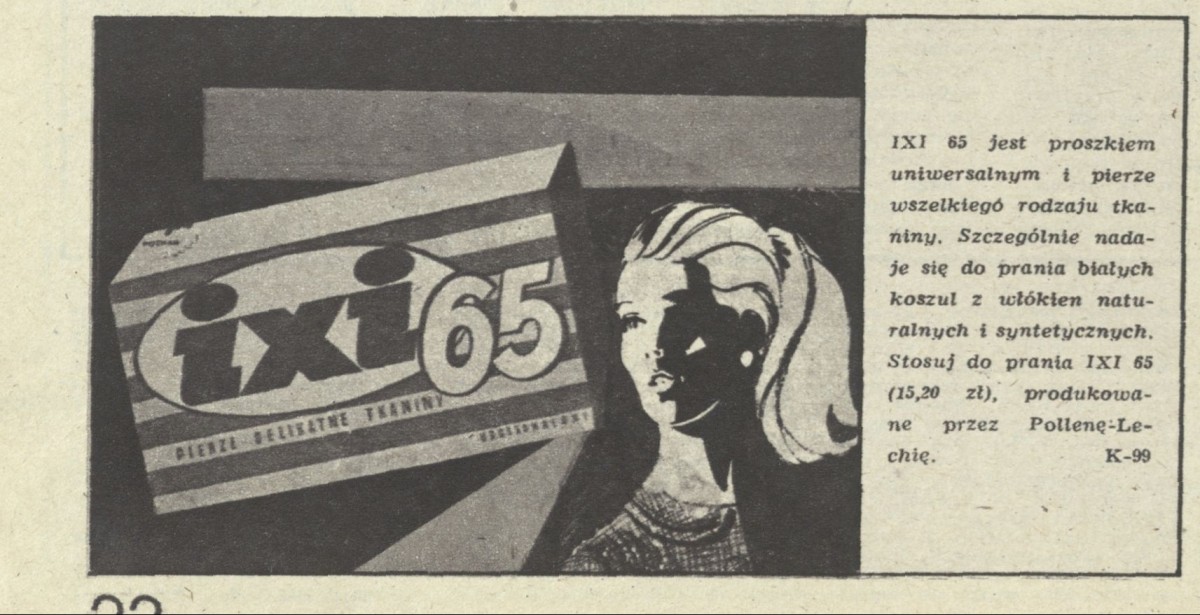 ixi 65
PIERZE DELIKATNE TKANINY
UDOSKONALONY
IXI 65 jest proszkiem
uniwersalnym i pierze
wszelkiegó rodzaju tka-
niny. Szczególnie nada-
je się do prania białych
koszul z włókien natu-
ralnych i syntetycznych.
Stosuj do prania IXI 65
(15,20 zł), produkowa-
ne przez Pollenę-Le-
chię. K-99